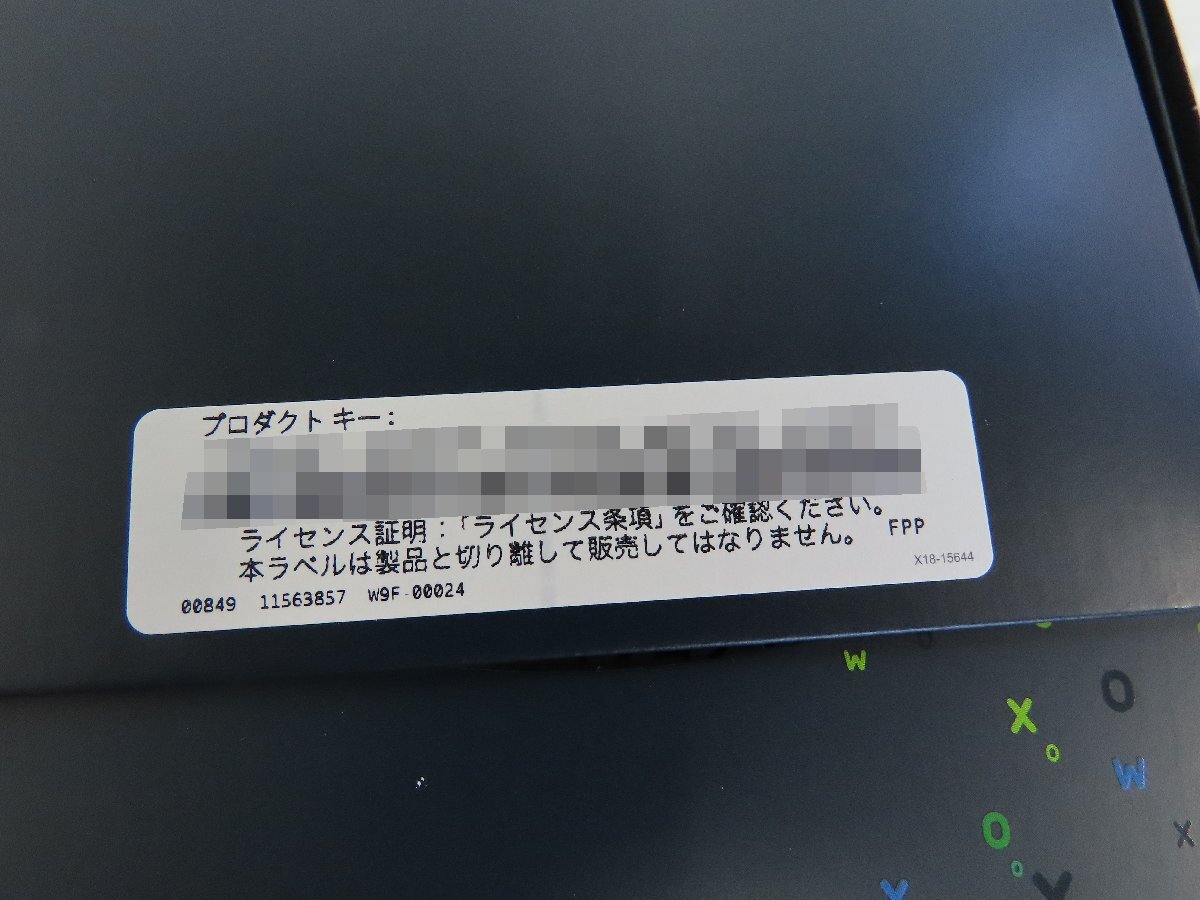 プロダクト キー:
ライセンス証明:「ライセンス条項」をご確認ください。
本ラベルは製品と切り離して販売してはなりません。 FPP
00849 11563857 W9F-00024 X18-15644
W
X
O
o
W
O
X
o
Y
Y